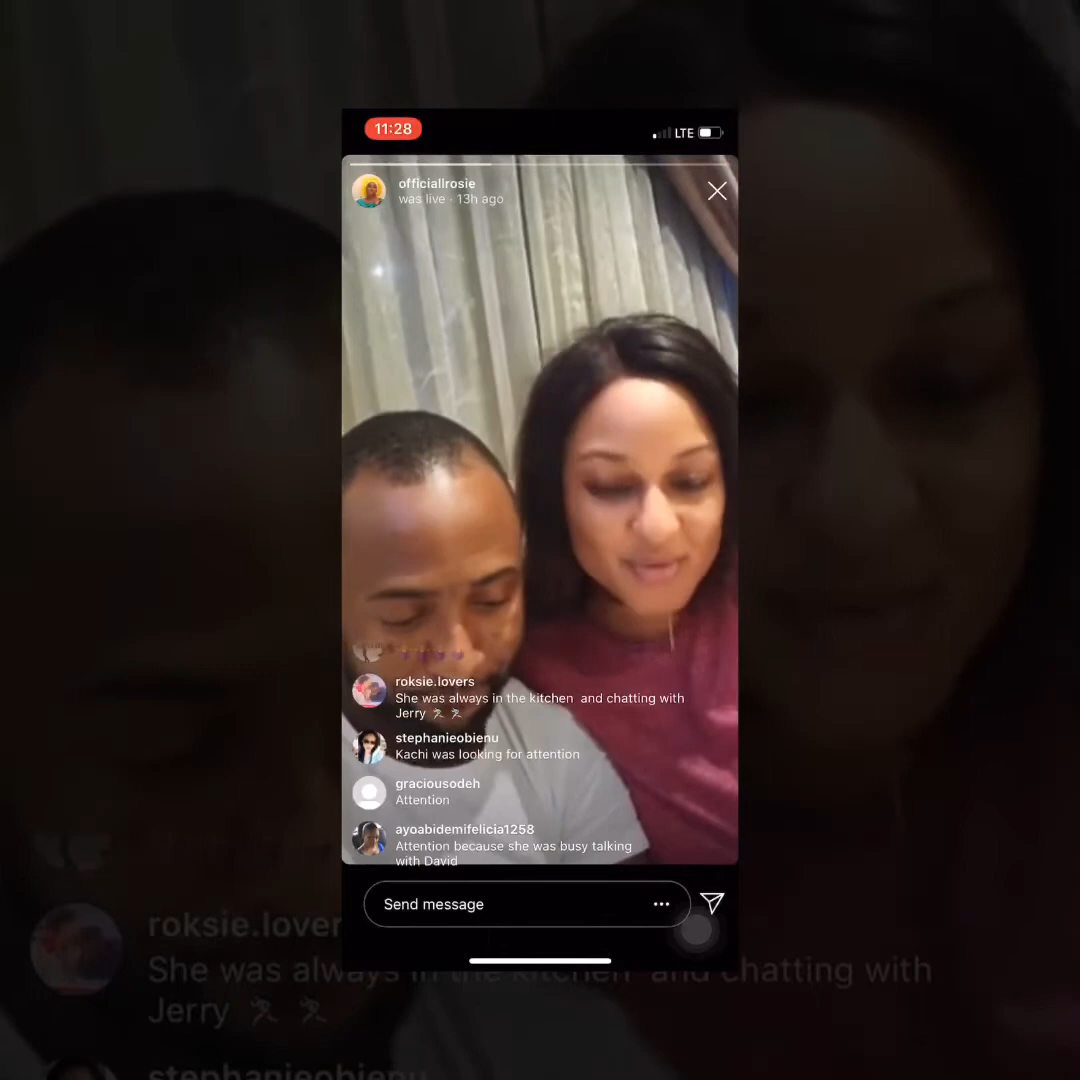 11:28
LTE
officiallrosie
was live · 13h ago
roksie.lovers
She was always in the kitchen and chatting with
Jerry
stephanieobienu
Kachi was looking for attention
graciousodeh
Attention
ayoabidemifelicia1258
Attention because she was busy talking
with David
Send message
roksie.lover
She was always in the kitchen and chatting with
Jerry
stephanieobienu